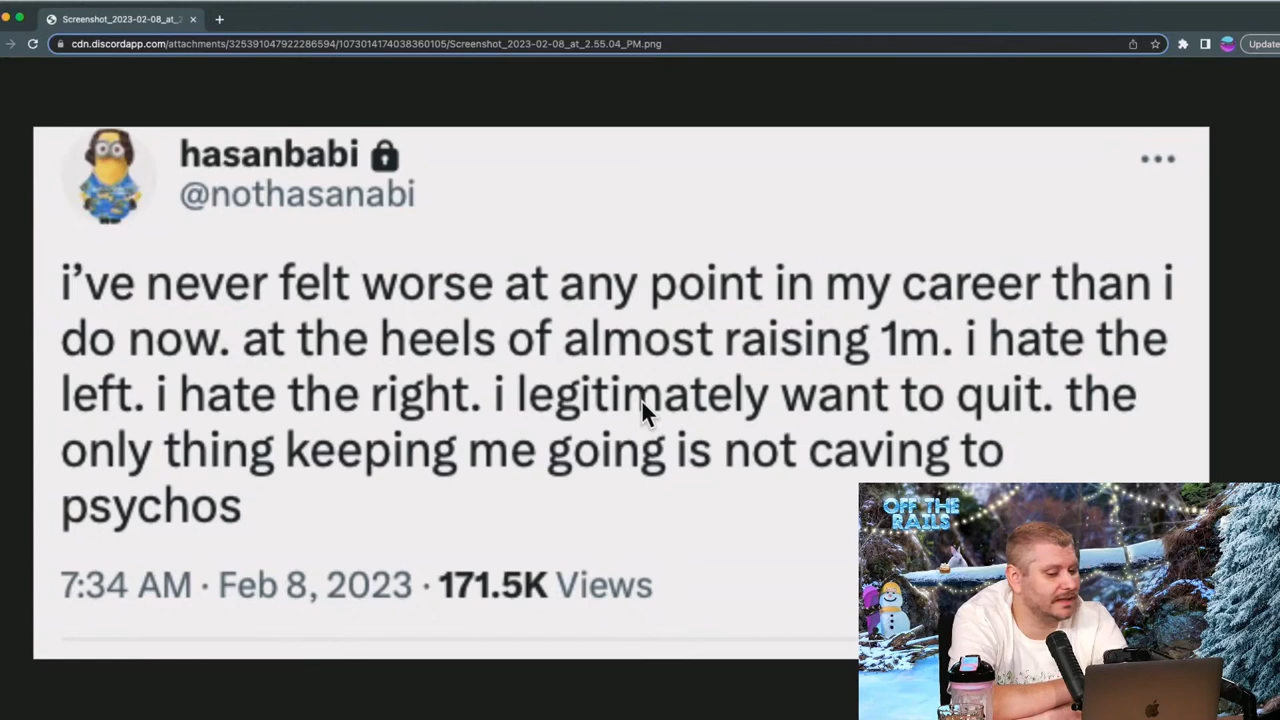 Screenshot_2023-02-08_at_2
cdn.discordapp.com/attachments/325391047922286594/1073014174038360105/Screenshot_2023-02-08_at_2.55.04_PM.png
Update
hasanbabi
@nothasanabi
i’ve never felt worse at any point in my career than i
do now. at the heels of almost raising 1m. i hate the
left. i hate the right. i legitimately want to quit. the
only thing keeping me going is not caving to
psychos
7:34 AM · Feb 8, 2023 · 171.5K Views
OFF THE
RAILS